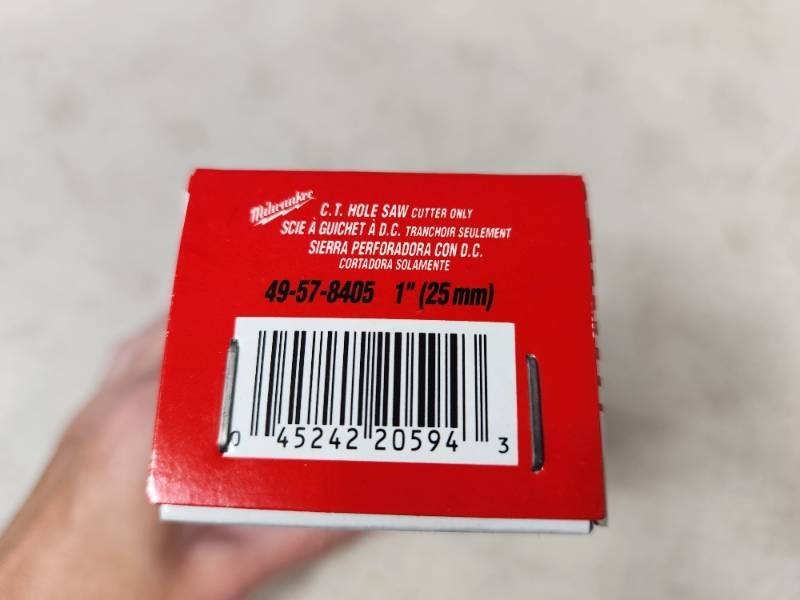 Milwaukee
C.T. HOLE SAW CUTTER ONLY
SCIE À GUICHET À D.C. TRANCHOIR SEULEMENT
SIERRA PERFORADORA CON D.C.
CORTADORA SOLAMENTE
49-57-8405 1" (25 mm)
0 45242 20594 3